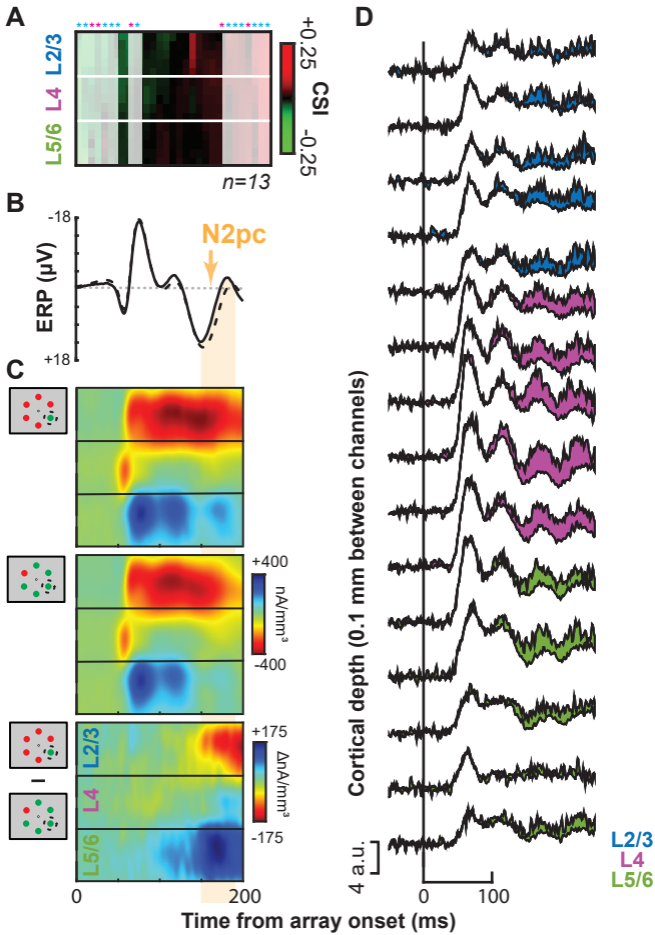 A
L2/3
L4
L5/6
+0.25
CSI
-0.25
n=13
B
-18
ERP (µV)
+18
N2pc
C
+400
nA/mm³
-400
+175
ΔnA/mm³
-175
L2/3
L4
L5/6
0
200
Time from array onset (ms)
D
Cortical depth (0.1 mm between channels)
4 a.u.
0
100
L2/3
L4
L5/6